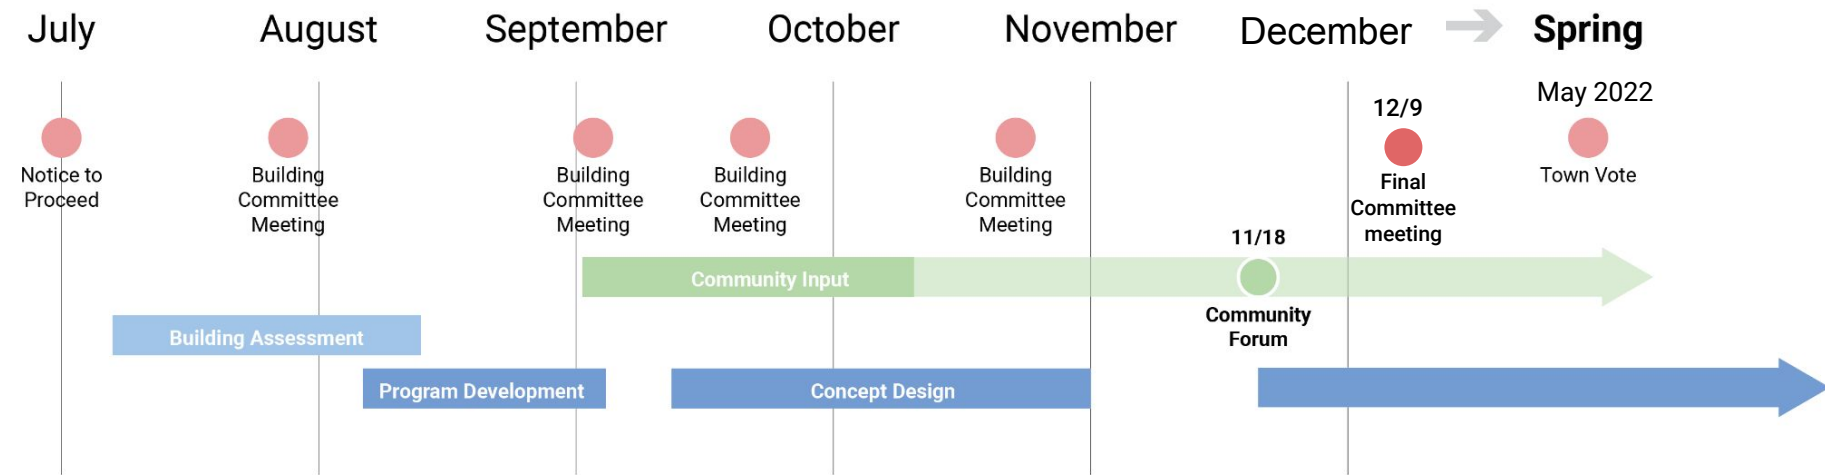 July August September October November December Spring
May 2022
12/9
Notice to
Proceed
Building
Committee
Meeting
Building
Committee
Meeting
Building
Committee
Meeting
Building
Committee
Meeting
Final
Committee
meeting
Town Vote
11/18
Community Input
Community
Forum
Building Assessment
Program Development
Concept Design